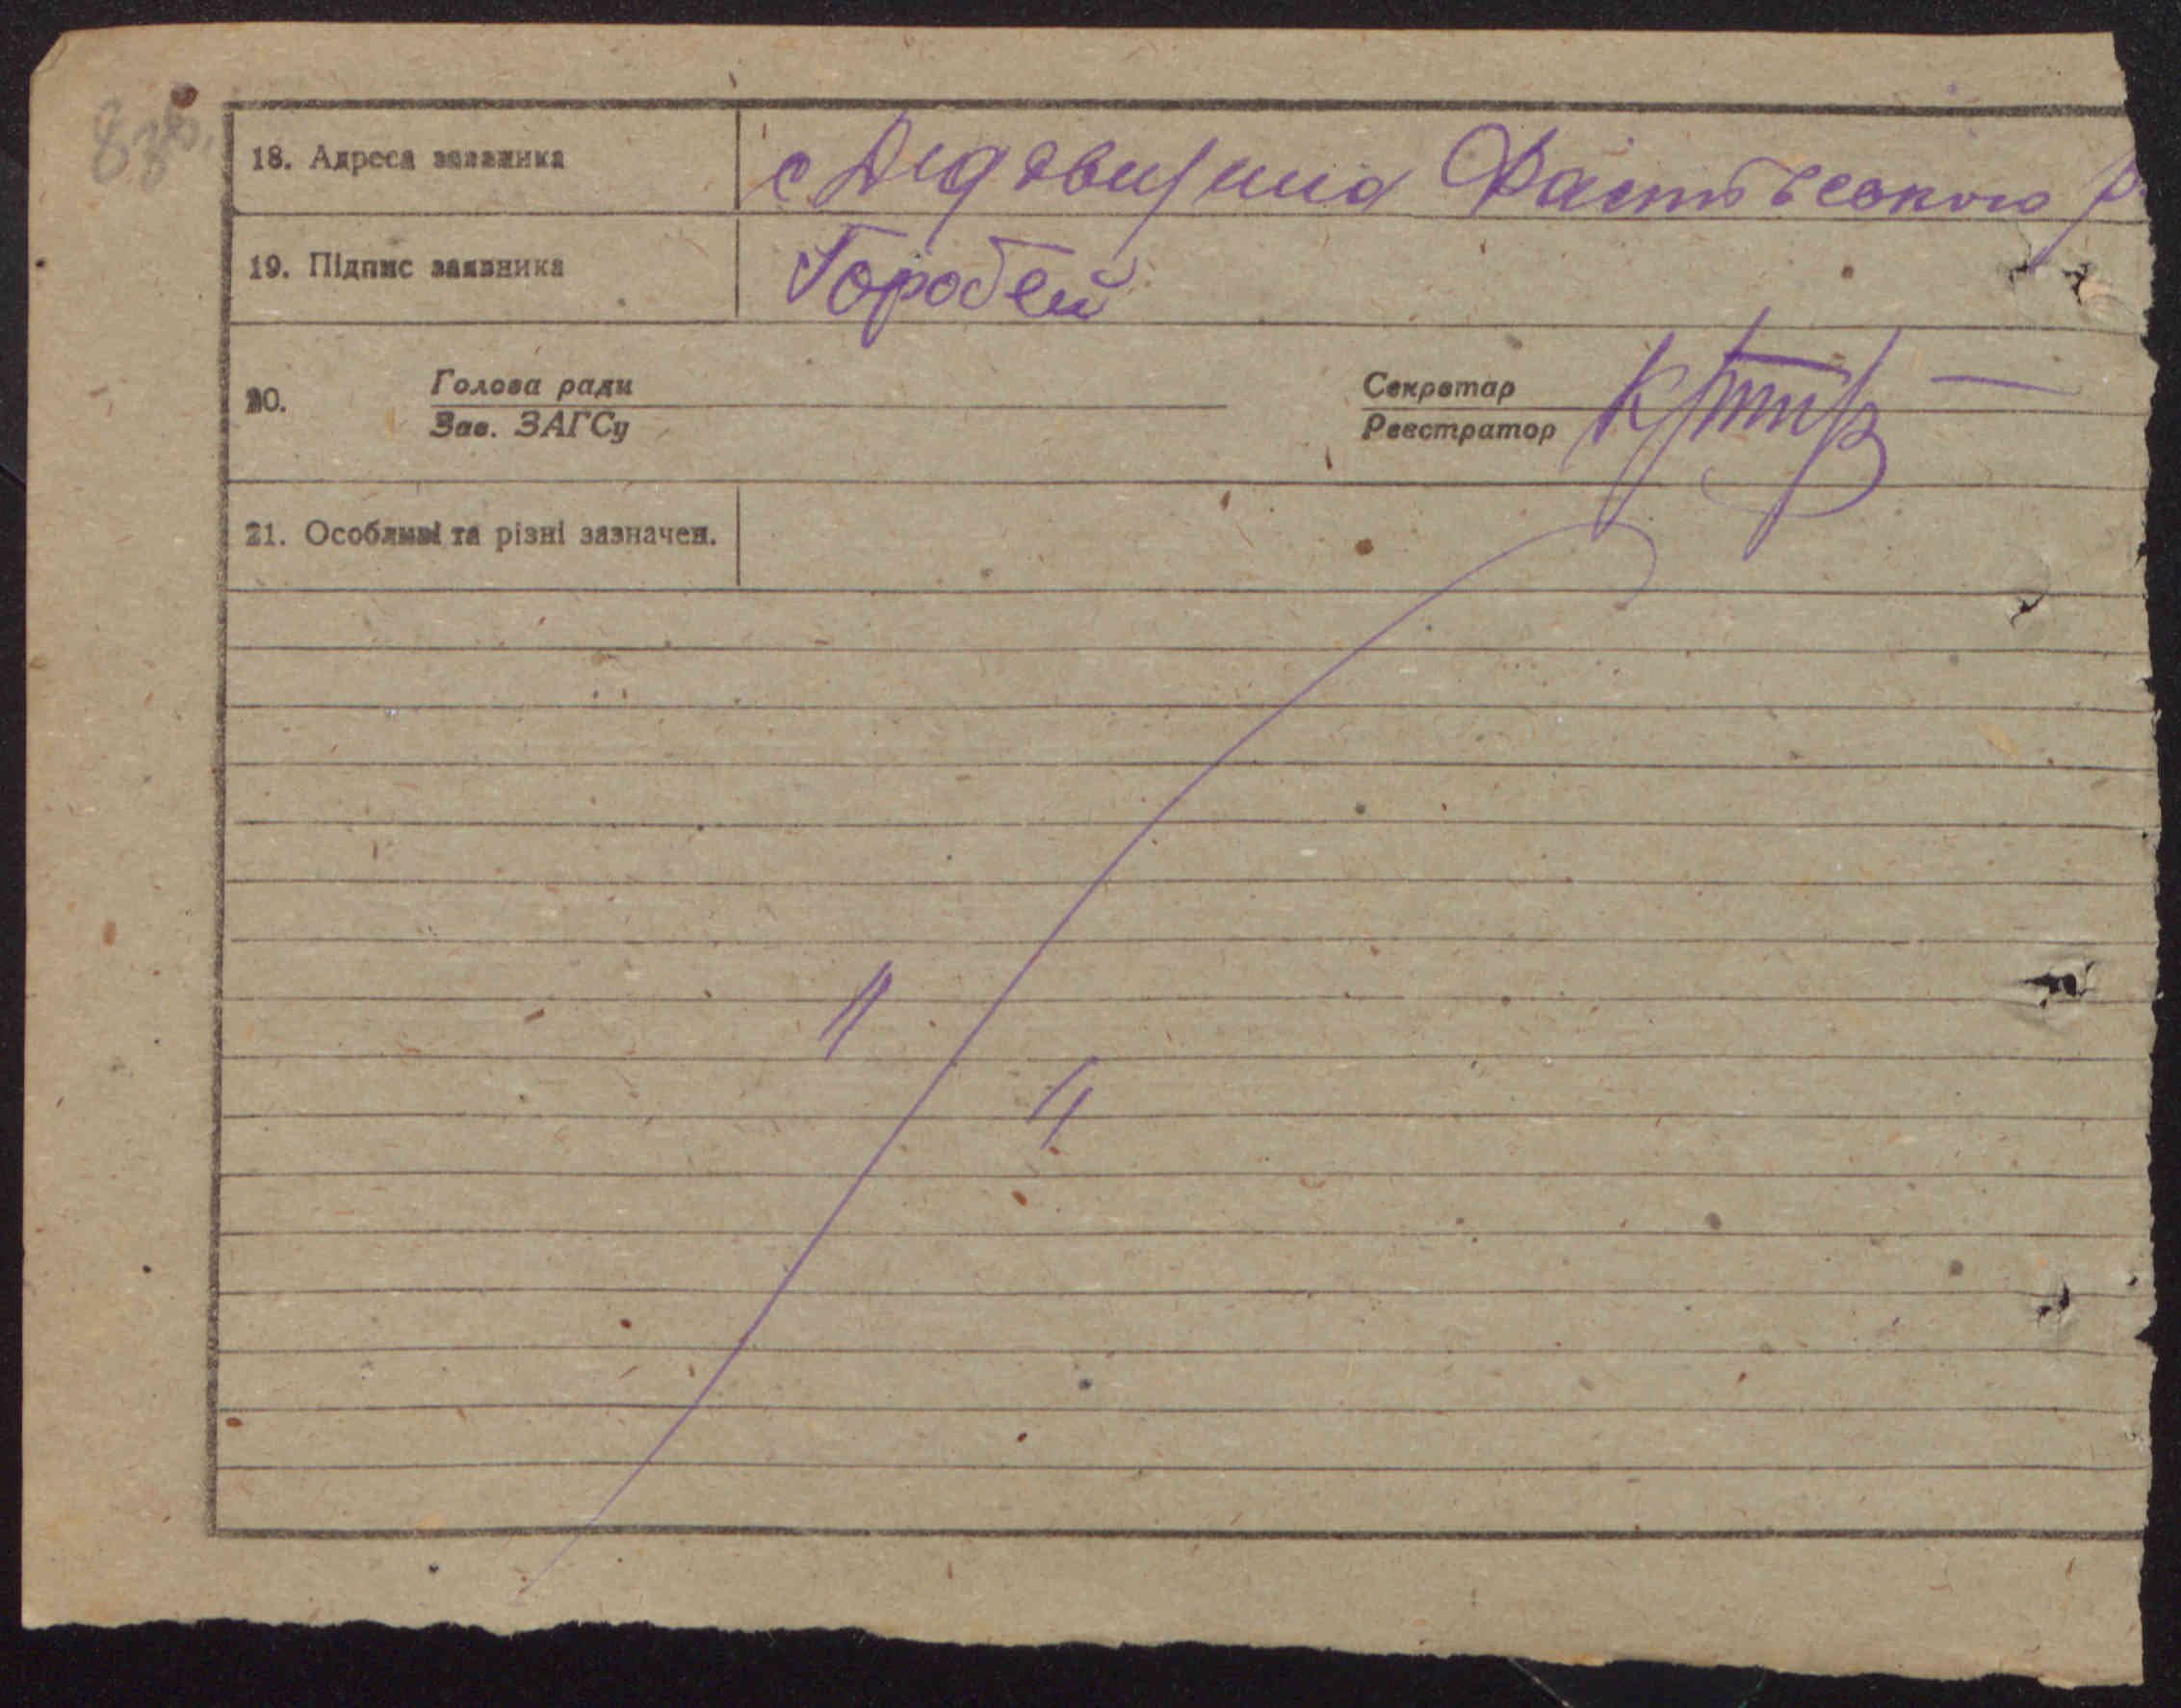 18. Адреса заявника с Дідовщина Фастівського р
19. Підпис заявника Горобей
20. Голова ради Секретар
Зав. ЗАГСу Реєстратор
21. Особливі та різні зазначен.